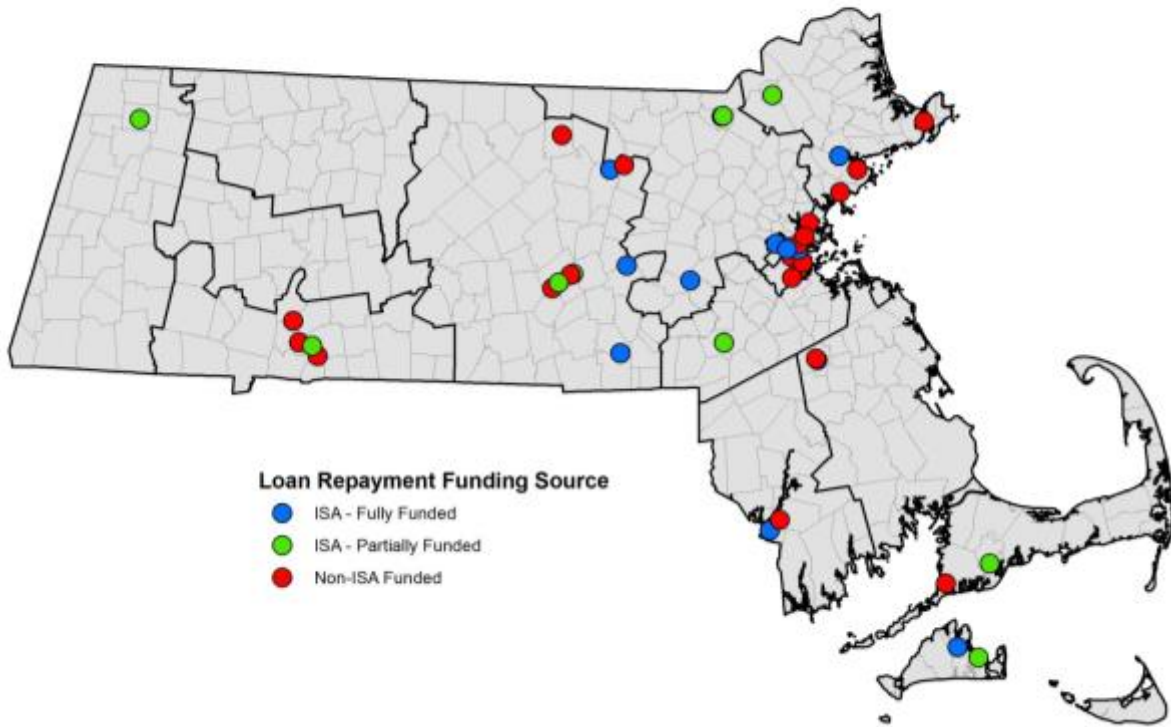 Loan Repayment Funding Source
ISA - Fully Funded
ISA - Partially Funded
Non-ISA Funded